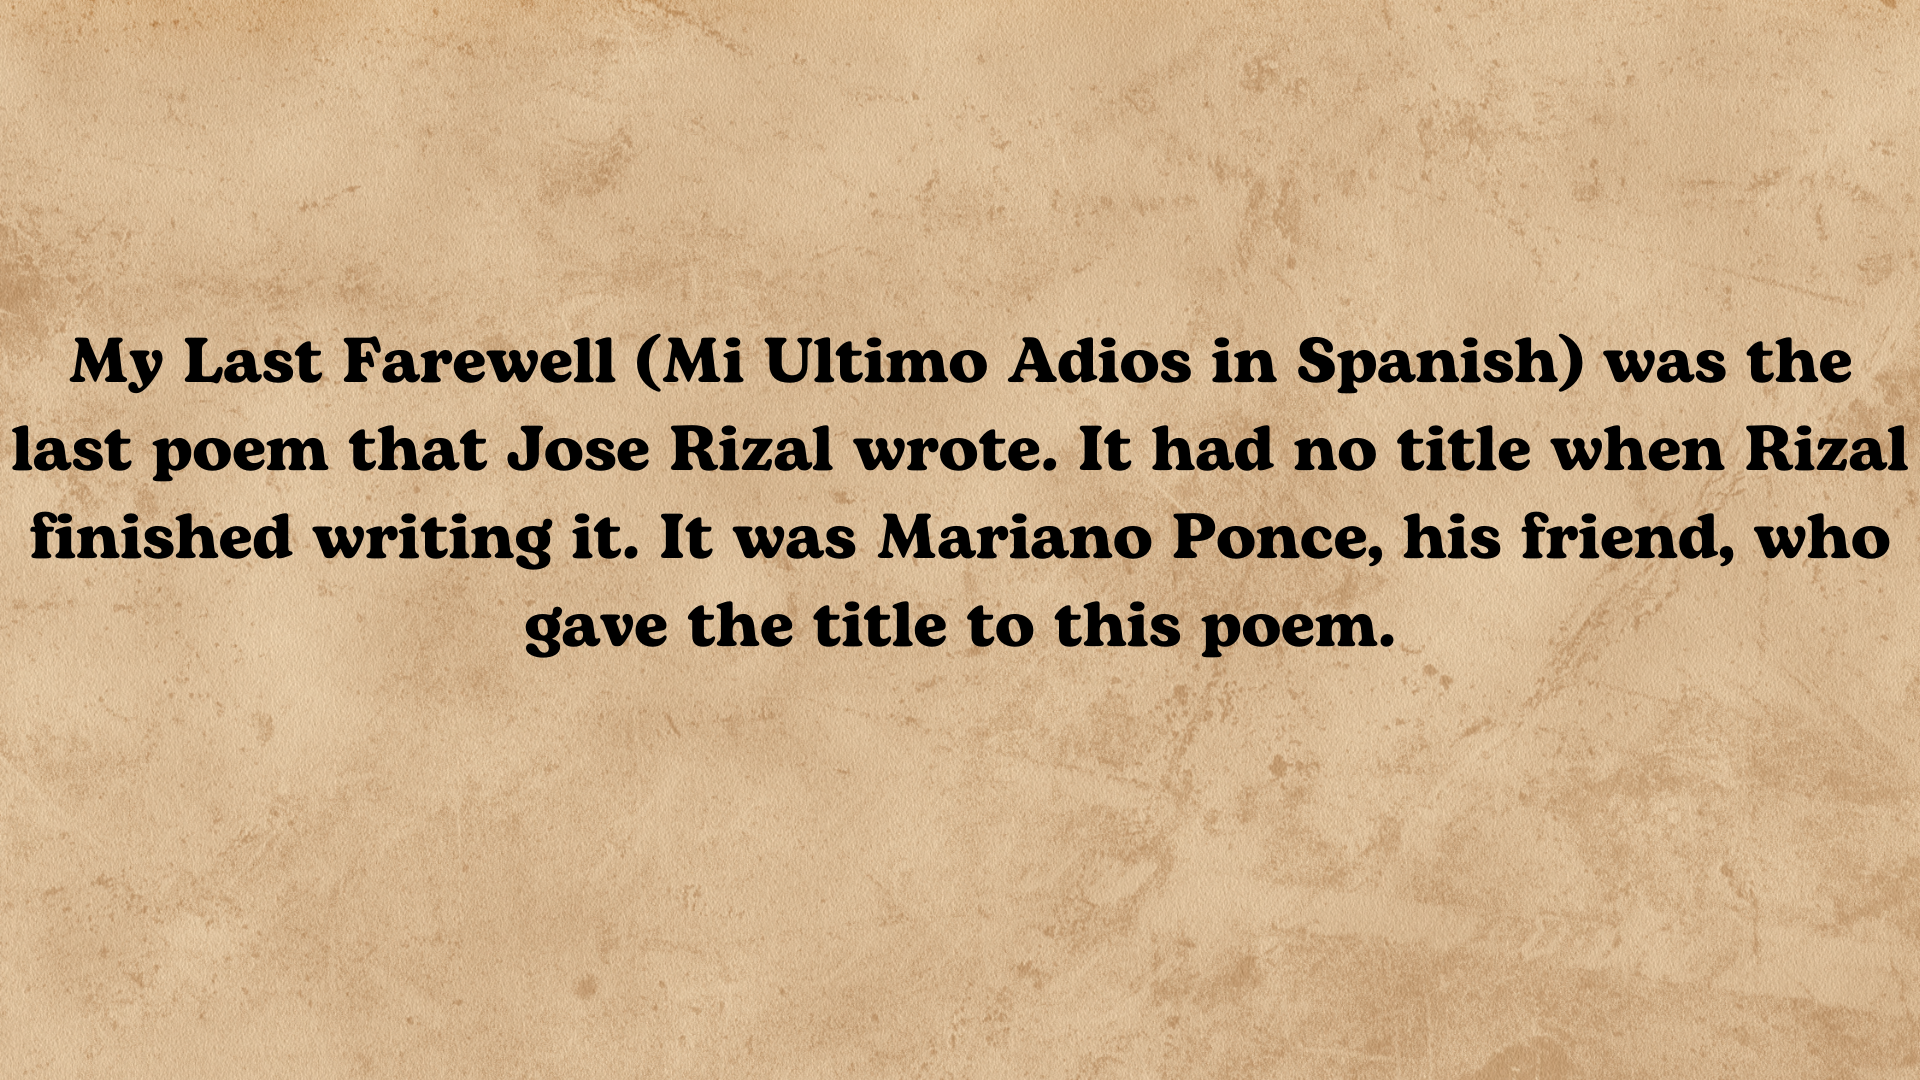 My Last Farewell (Mi Ultimo Adios in Spanish) was the
last poem that Jose Rizal wrote. It had no title when Rizal
finished writing it. It was Mariano Ponce, his friend, who
gave the title to this poem.